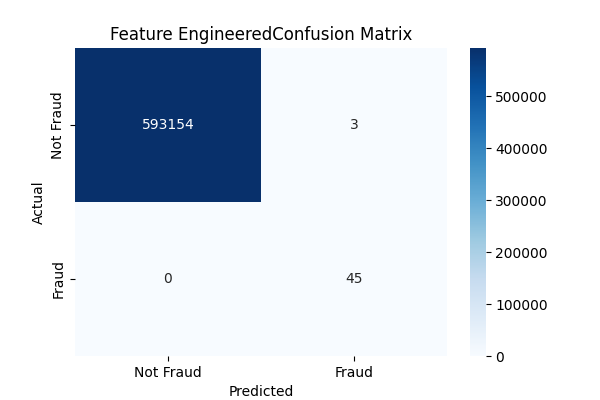 Feature EngineeredConfusion Matrix
Actual
Not Fraud
593154
3
Fraud
0
45
Not Fraud
Fraud
Predicted
500000
400000
300000
200000
100000
0